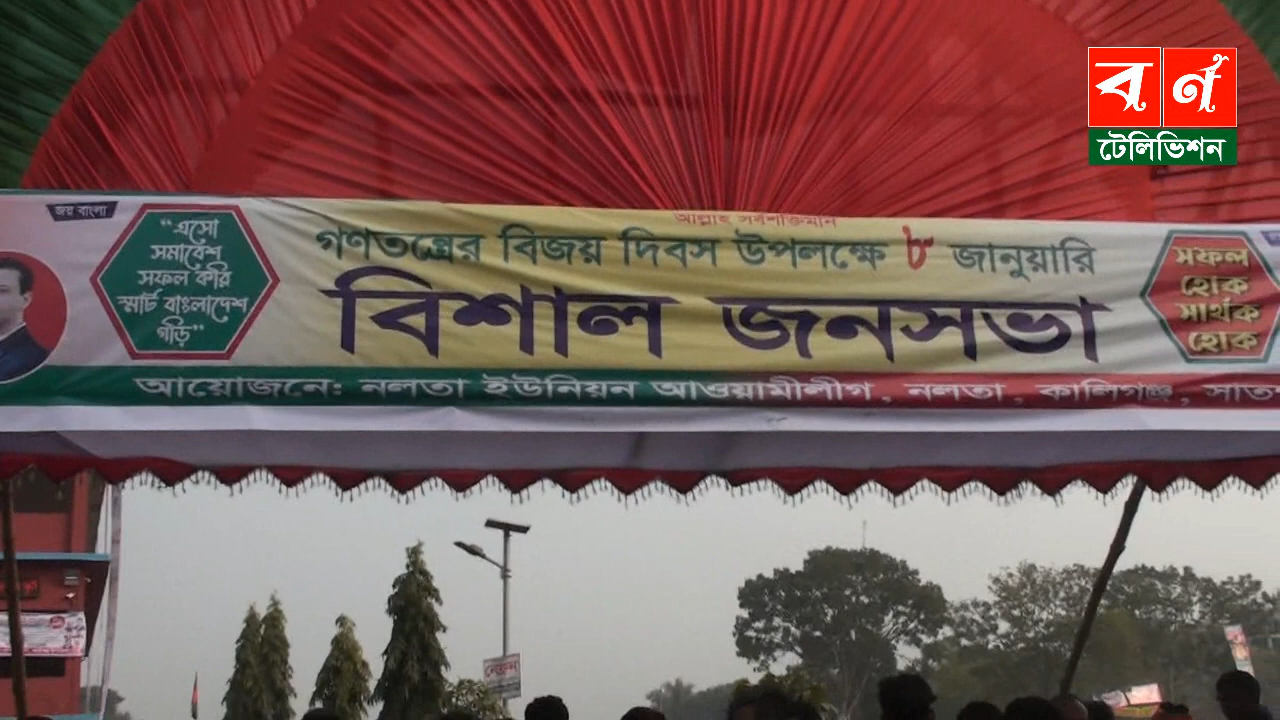 বর্ন
টেলিভিশন
জয় বাংলা
"এসো
সমাবেশ
সফল করি
স্মার্ট বাংলাদেশ
গড়ি"
আল্লাহ সর্বশক্তিমান
গণতন্ত্রের বিজয় দিবস উপলক্ষে ৮ জানুয়ারি
বিশাল জনসভা
সফল
হোক
সার্থক
হোক
আয়োজনে: নলতা ইউনিয়ন আওয়ামীলীগ, নলতা, কালিগঞ্জ, সাত